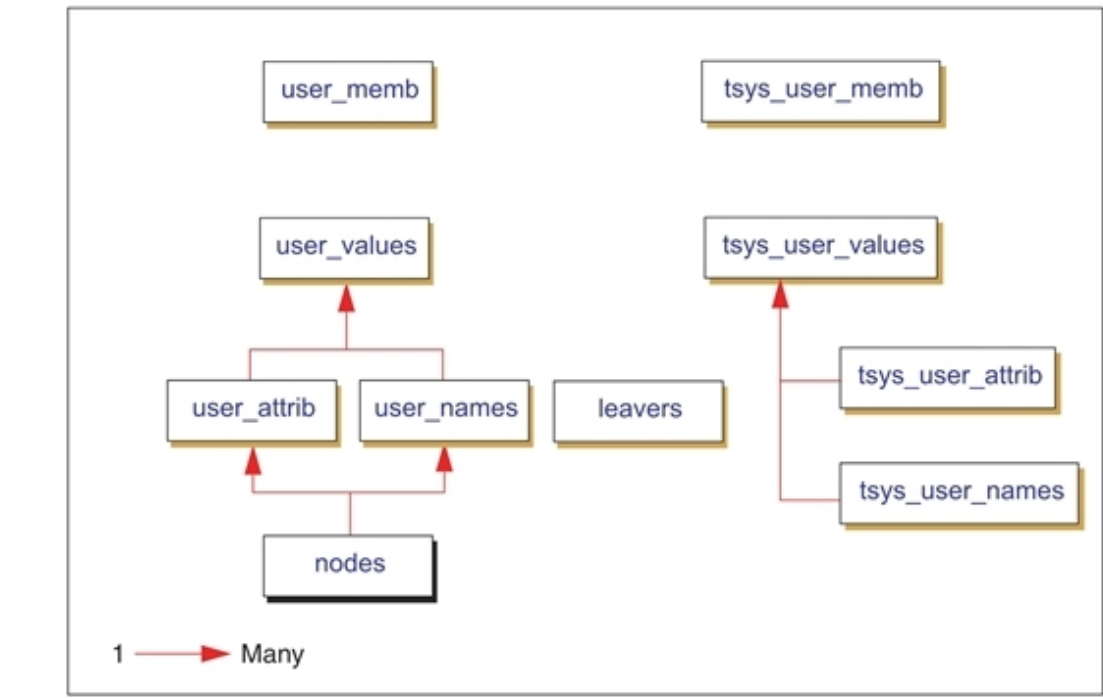 user_memb
tsys_user_memb
user_values
tsys_user_values
tsys_user_attrib
user_attrib
user_names
leavers
tsys_user_names
nodes
1
Many